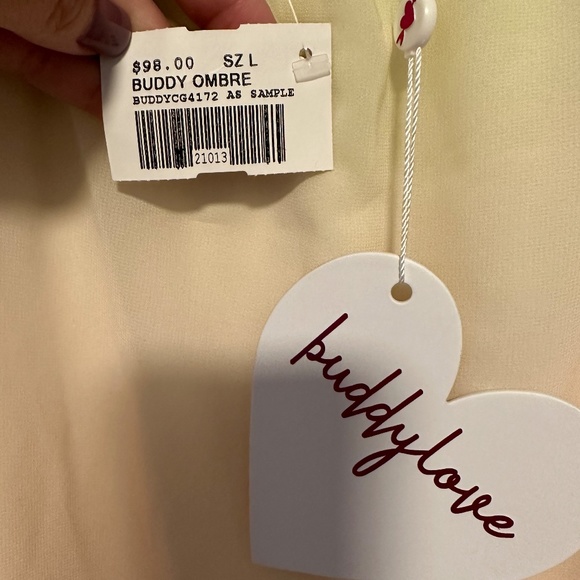 $98.00 SZ L
BUDDY OMBRE
BUDDYCG4172 AS SAMPLE
21013
buddylove